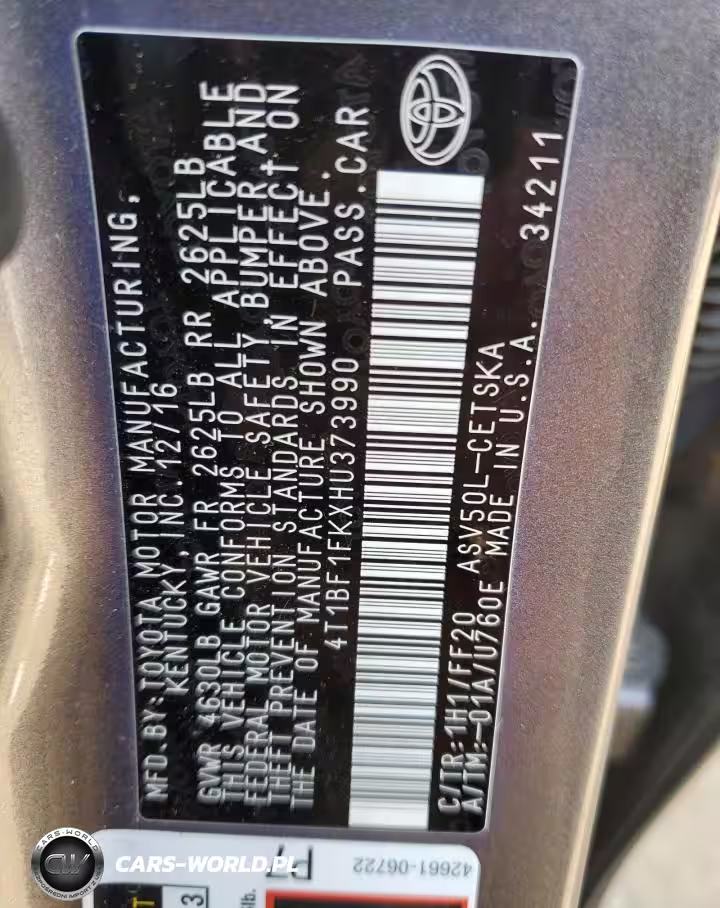 MFD.BY:TOYOTA MOTOR MANUFACTURING,
KENTUCKY, INC. 12/16
GVWR 4630LB GAWR FR 2625LB RR 2625LB
THIS VEHICLE CONFORMS TO ALL APPLICABLE
FEDERAL MOTOR VEHICLE SAFETY, BUMPER, AND
THEFT PREVENTION STANDARDS IN EFFECT ON
THE DATE OF MANUFACTURE SHOWN ABOVE.
4T1BF1FKXHU373990 PASS.CAR
C/TR:1H1/FF20 ASV50L-CETSKA
A/TM:-01A/U760E MADE IN U.S.A. 34211
42661-06722
CARS-WORLD.PL
CARS-WORLD
CW